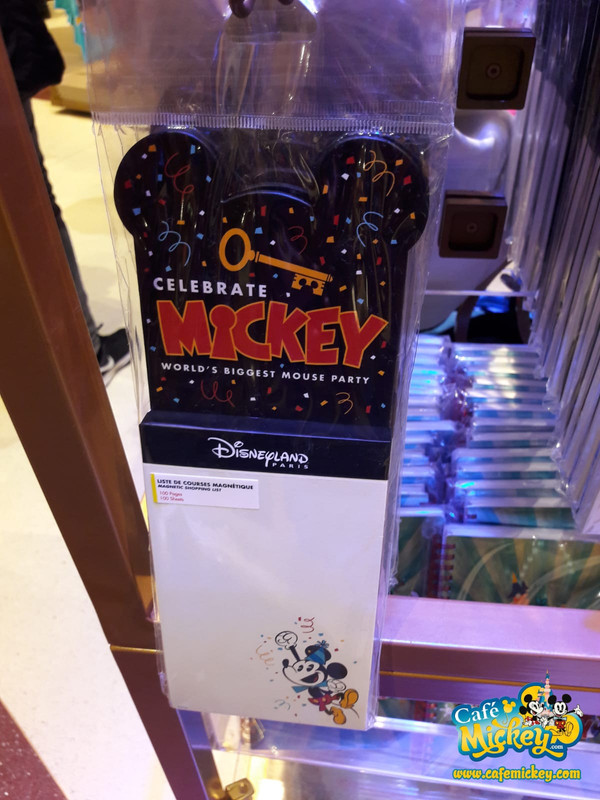 CELEBRATE
MICKEY
WORLD'S BIGGEST MOUSE PARTY
Disneyland
PARIS
LISTE DE COURSES MAGNÉTIQUE
MAGNETIC SHOPPING LIST
100 Pages
100 Sheets
Café
Mickey
.com
www.cafemickey.com